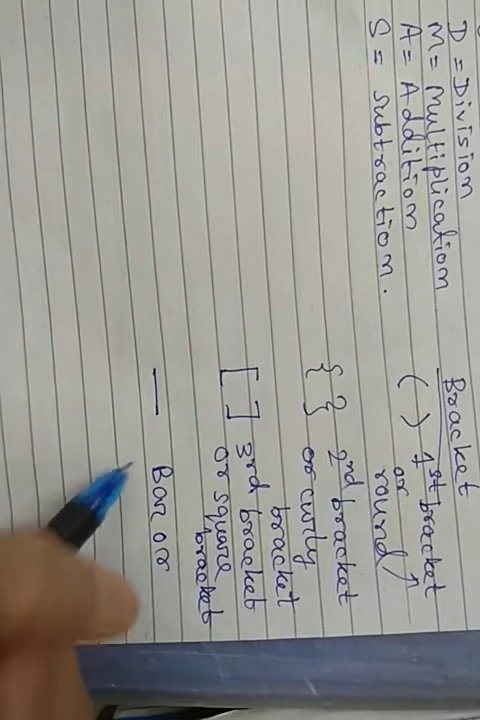 D = Division
M = Multiplication
A = Addition
S = Subtraction.
Bracket
( ) 1st bracket
or
round
{ } 2nd bracket
or curly
bracket
[ ] 3rd bracket
or square
bracket
— Bar or